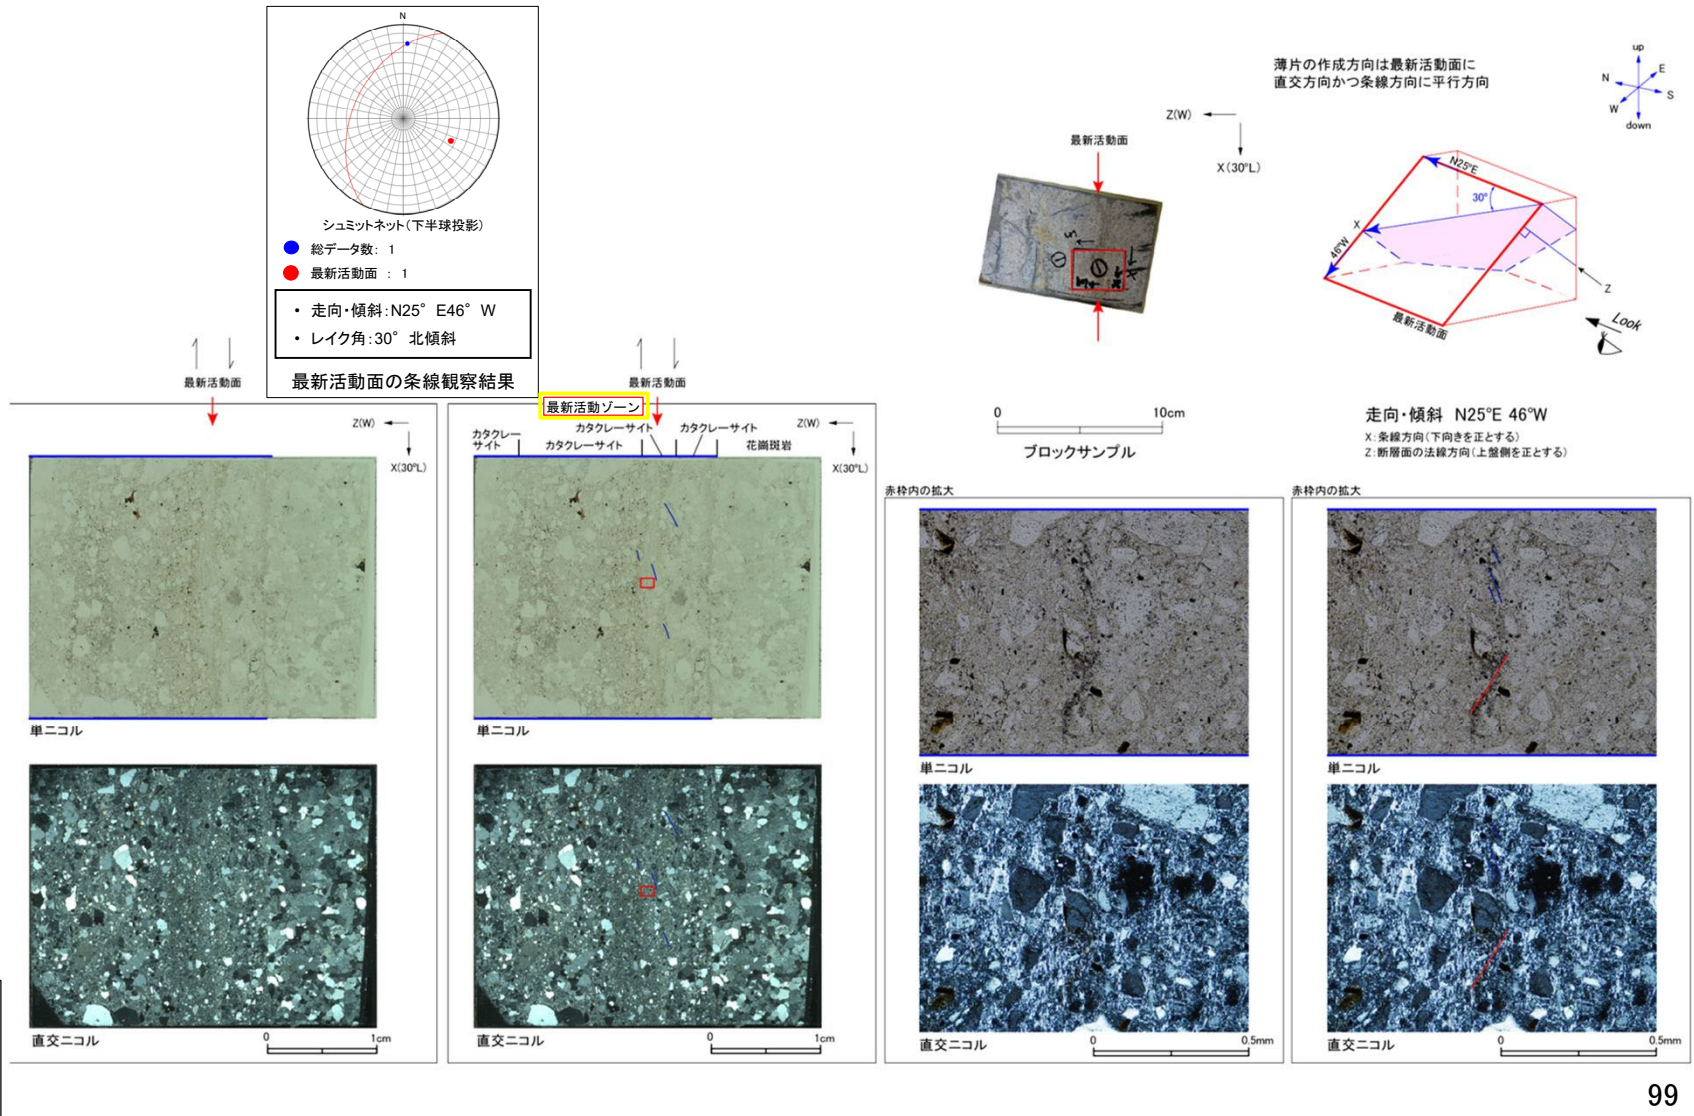 N
シュミットネット(下半球投影)
総データ数: 1
最新活動面 : 1
• 走向・傾斜:N25° E46° W
• レイク角:30° 北傾斜
最新活動面の条線観察結果
薄片の作成方向は最新活動面に
直交方向かつ条線方向に平行方向
up
N
E
W
S
down
Z(W)
X(30°L)
最新活動面
N25°E
30°
X
46°W
Z
最新活動面
Look
最新活動面
Z(W)
X(30°L)
単ニコル
直交ニコル
0
1cm
最新活動面
最新活動ゾーン
カタクレーサイト
カタクレー
サイト
カタクレーサイト
カタクレーサイト
花崗斑岩
Z(W)
X(30°L)
単ニコル
直交ニコル
0
1cm
0
10cm
ブロックサンプル
走向・傾斜 N25°E 46°W
X:条線方向(下向きを正とする)
Z:断層面の法線方向(上盤側を正とする)
赤枠内の拡大
単ニコル
直交ニコル
0
0.5mm
赤枠内の拡大
単ニコル
直交ニコル
0
0.5mm
99